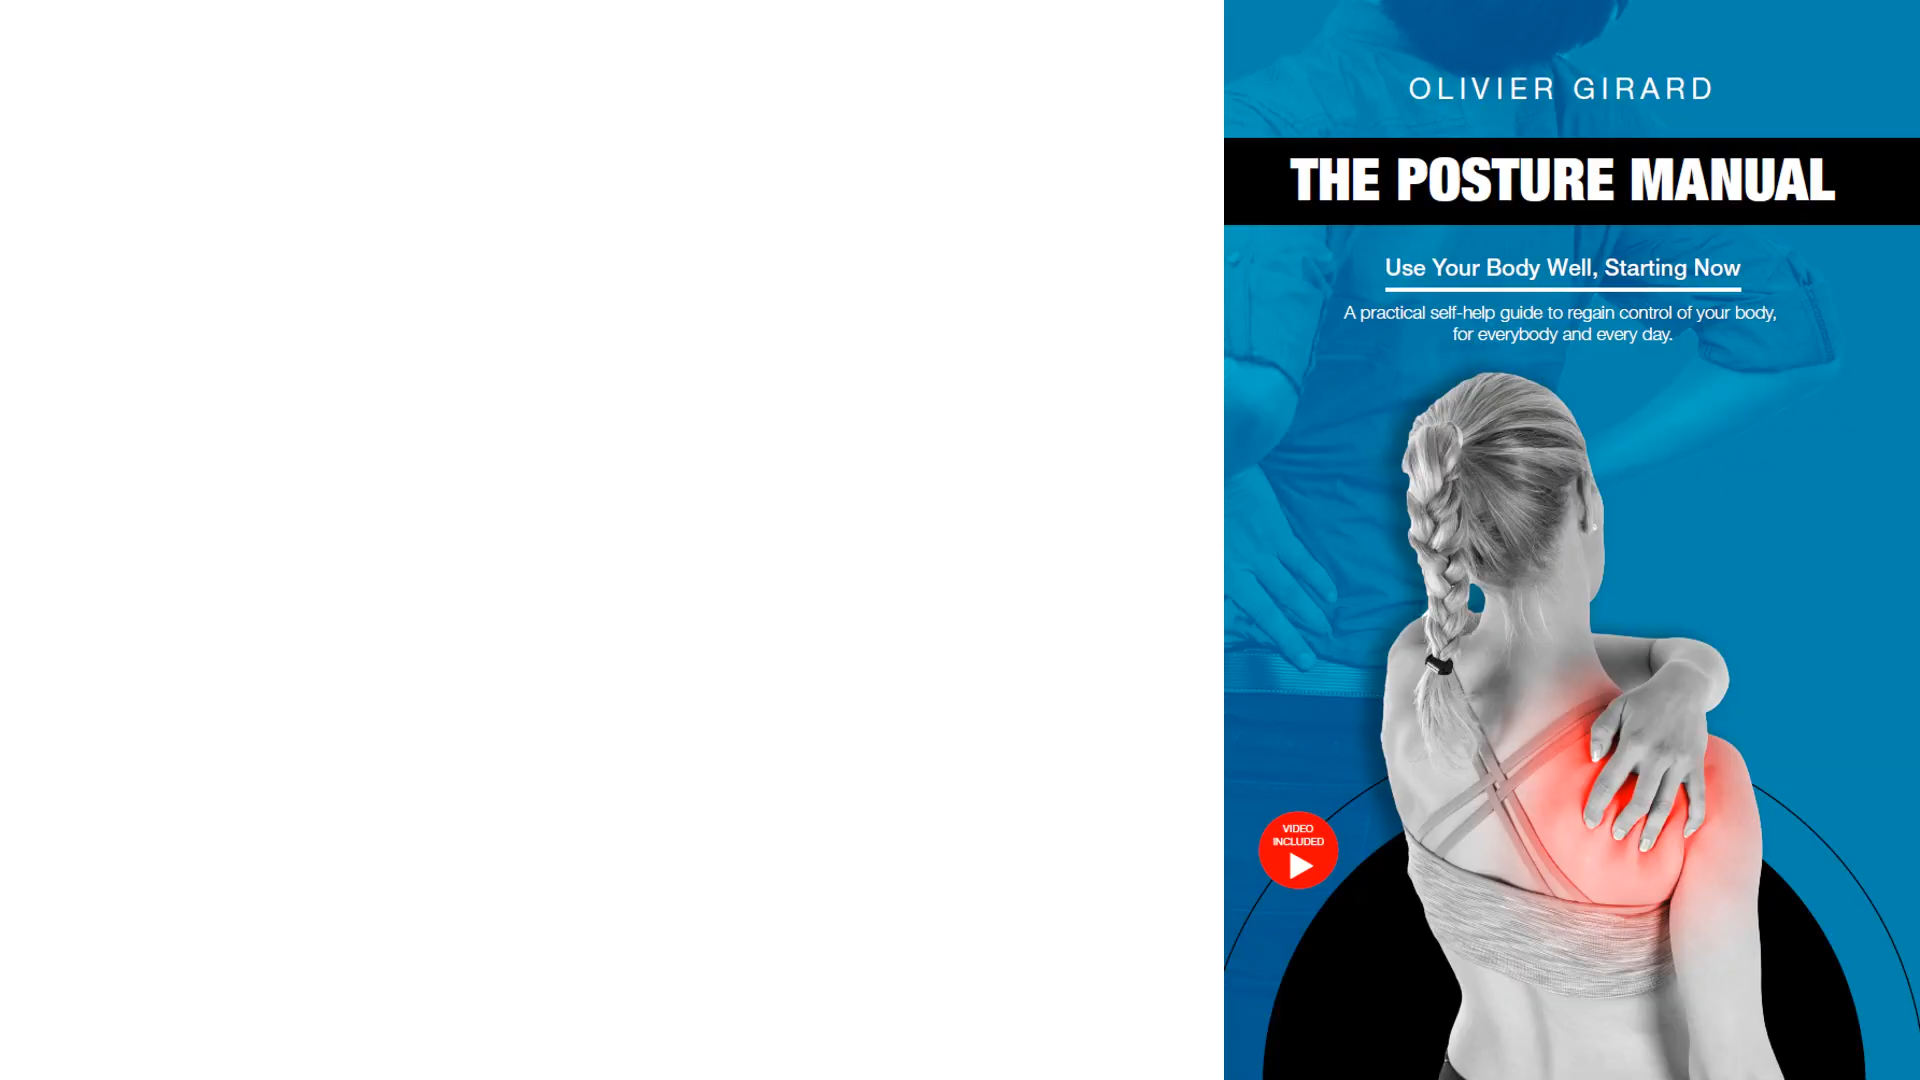 OLIVIER GIRARD
THE POSTURE MANUAL
Use Your Body Well, Starting Now
A practical self-help guide to regain control of your body,
for everybody and every day.
VIDEO
INCLUDED